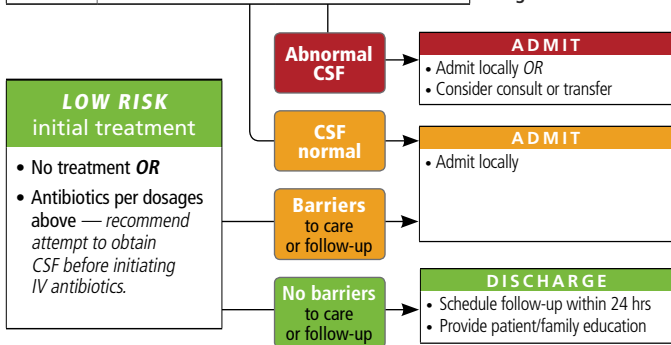 Abnormal
CSF
ADMIT
• Admit locally OR
• Consider consult or transfer
LOW RISK
initial treatment
• No treatment OR
• Antibiotics per dosages
above — recommend
attempt to obtain
CSF before initiating
IV antibiotics.
CSF
normal
ADMIT
• Admit locally
Barriers
to care
or follow-up
No barriers
to care
or follow-up
DISCHARGE
• Schedule follow-up within 24 hrs
• Provide patient/family education